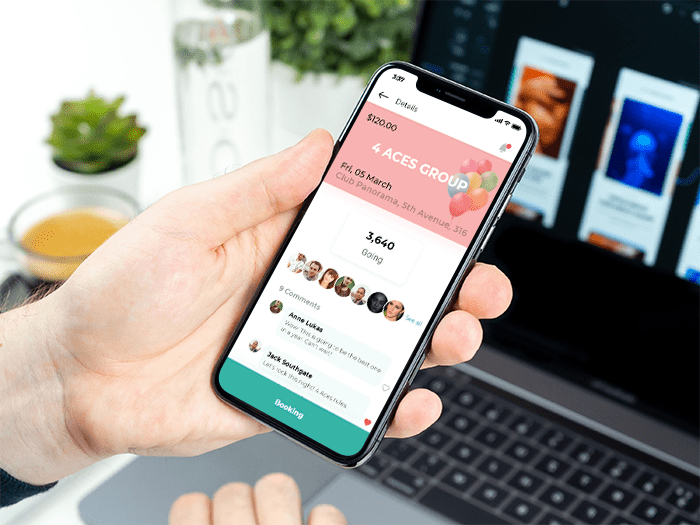 3:37
Details
$120.00
4 ACES GROUP
Fri, 05 March
Club Panorama, 5th Avenue, 316
3,640
Going
See all
9 Comments
Anne Lukas
Wow! This is going to be the best one
in a year. Can't wait!
Jack Southgate
Let's rock this night! 4 Aces rules
Booking